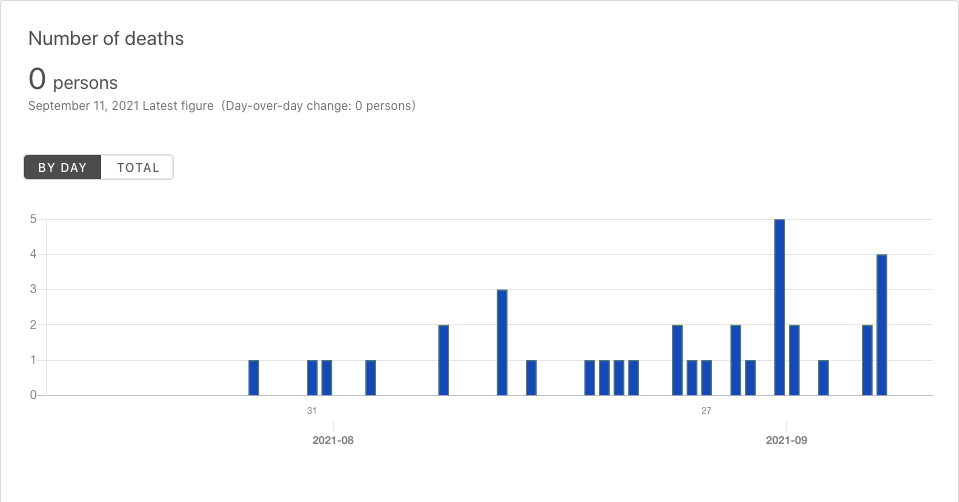 Number of deaths
0 persons
September 11, 2021 Latest figure (Day-over-day change: 0 persons)
BY DAY TOTAL
5
4
3
2
1
0
31 27
2021-08 2021-09